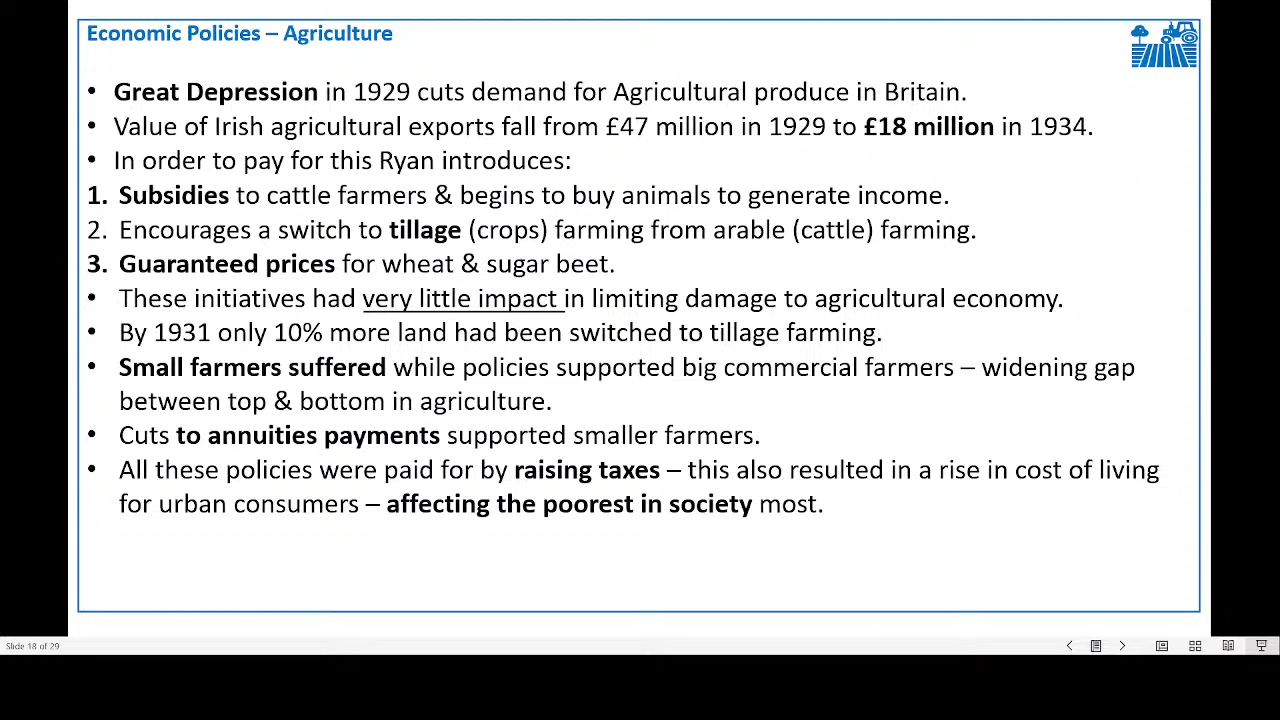 Economic Policies – Agriculture
• Great Depression in 1929 cuts demand for Agricultural produce in Britain.
• Value of Irish agricultural exports fall from £47 million in 1929 to £18 million in 1934.
• In order to pay for this Ryan introduces:
1. Subsidies to cattle farmers & begins to buy animals to generate income.
2. Encourages a switch to tillage (crops) farming from arable (cattle) farming.
3. Guaranteed prices for wheat & sugar beet.
• These initiatives had very little impact in limiting damage to agricultural economy.
• By 1931 only 10% more land had been switched to tillage farming.
• Small farmers suffered while policies supported big commercial farmers – widening gap
between top & bottom in agriculture.
• Cuts to annuities payments supported smaller farmers.
• All these policies were paid for by raising taxes – this also resulted in a rise in cost of living
for urban consumers – affecting the poorest in society most.
Slide 18 of 29